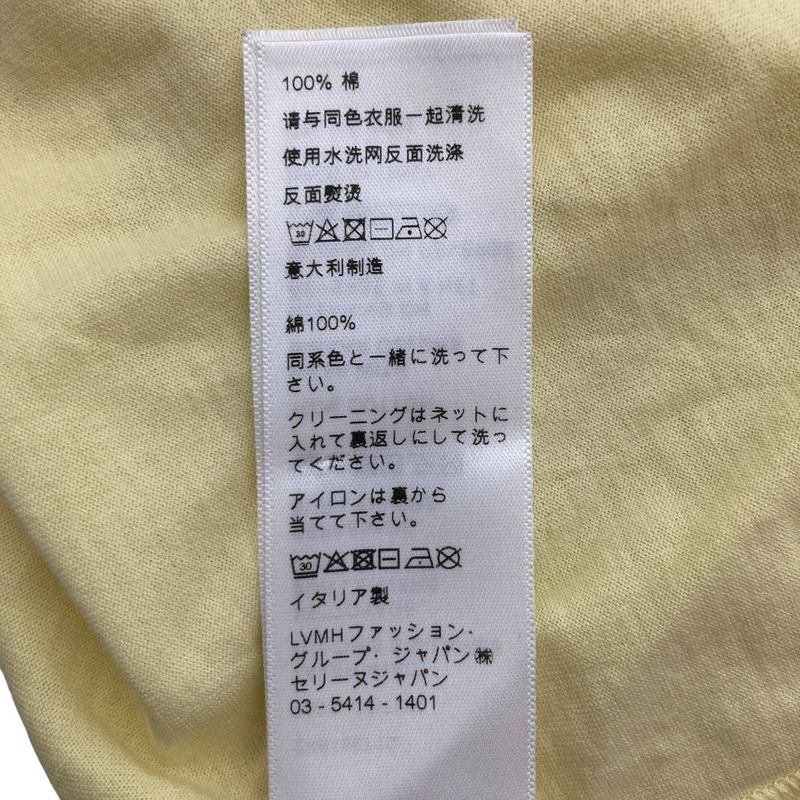 100% 棉
请与同色衣服一起清洗
使用水洗网反面洗涤
反面熨烫
30
意大利制造
綿100%
同系色と一緒に洗って下
さい。
クリーニングはネットに
入れて裏返しにして洗っ
てください。
アイロンは裏から
当てて下さい。
30
イタリア製
LVMHファッション・
グループ・ジャパン㈱
セリーヌジャパン
03 - 5414 - 1401